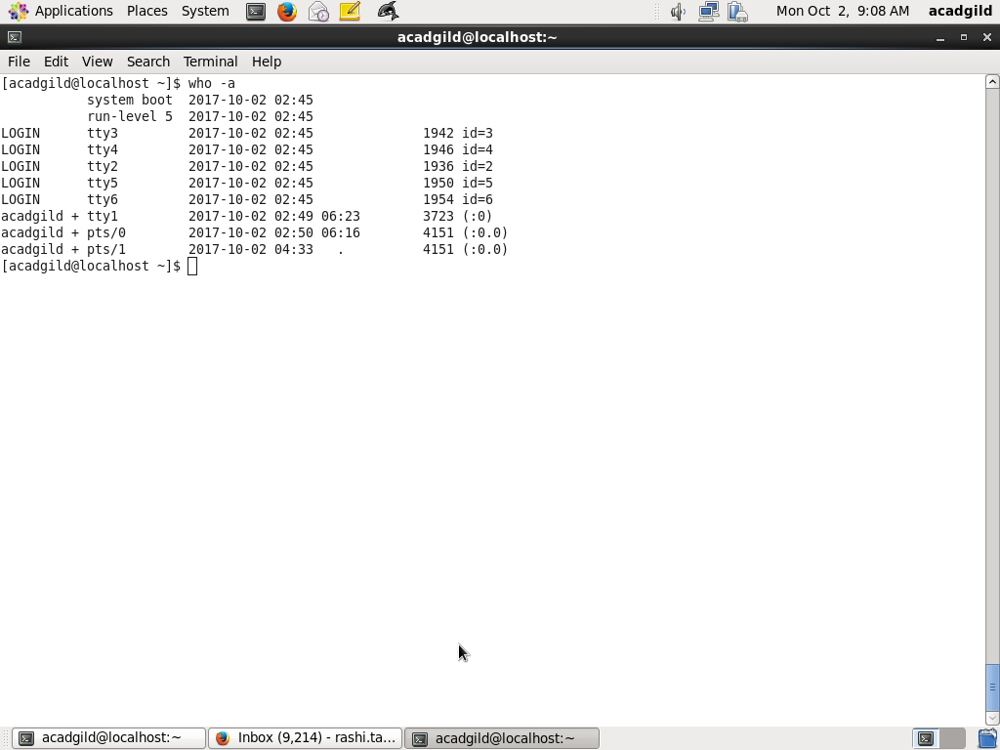 Applications Places System Mon Oct 2, 9:08 AM acadgild
acadgild@localhost:~
File Edit View Search Terminal Help
[acadgild@localhost ~]$ who -a
           system boot  2017-10-02 02:45
           run-level 5  2017-10-02 02:45
LOGIN      tty3         2017-10-02 02:45              1942 id=3
LOGIN      tty4         2017-10-02 02:45              1946 id=4
LOGIN      tty2         2017-10-02 02:45              1936 id=2
LOGIN      tty5         2017-10-02 02:45              1950 id=5
LOGIN      tty6         2017-10-02 02:45              1954 id=6
acadgild + tty1         2017-10-02 02:49 06:23        3723 (:0)
acadgild + pts/0        2017-10-02 02:50 06:16        4151 (:0.0)
acadgild + pts/1        2017-10-02 04:33   .          4151 (:0.0)
[acadgild@localhost ~]$
acadgild@localhost:~ Inbox (9,214) - rashi.ta... acadgild@localhost:~